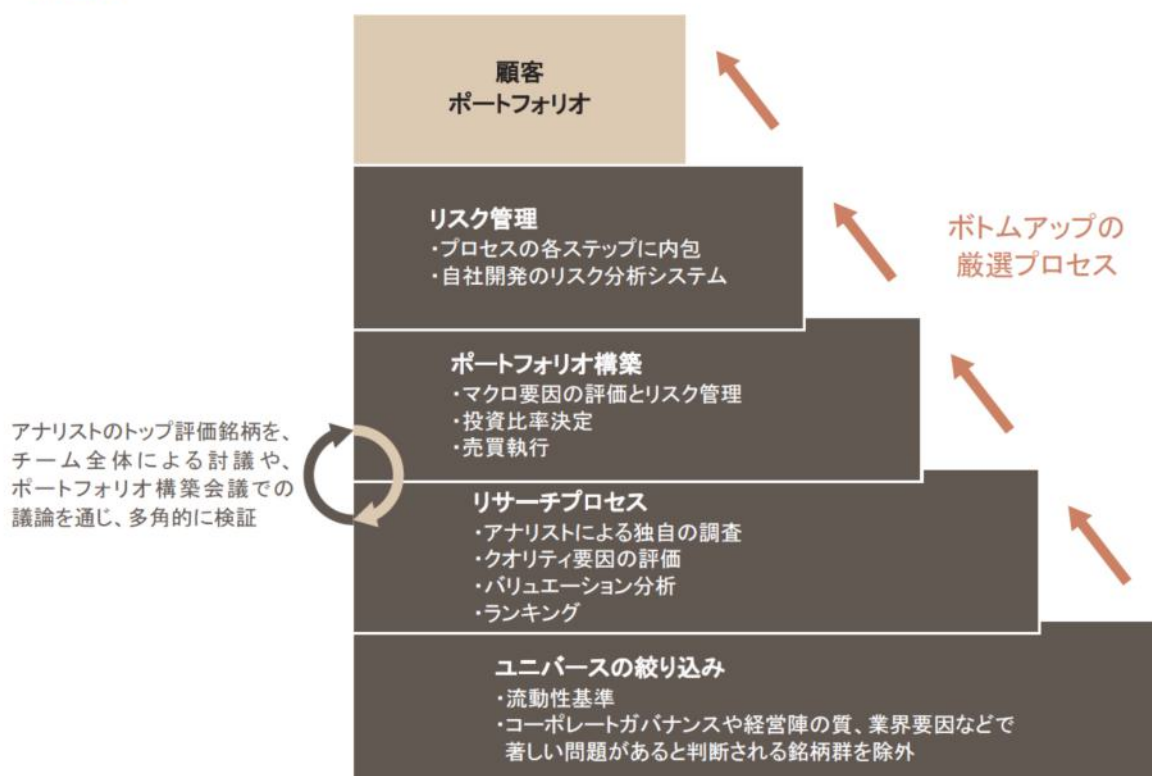 顧客
ポートフォリオ
リスク管理
・プロセスの各ステップに内包
・自社開発のリスク分析システム
ボトムアップの
厳選プロセス
ポートフォリオ構築
・マクロ要因の評価とリスク管理
・投資比率決定
・売買執行
アナリストのトップ評価銘柄を、
チーム全体による討議や、
ポートフォリオ構築会議での
議論を通じ、多角的に検証
リサーチプロセス
・アナリストによる独自の調査
・クオリティ要因の評価
・バリュエーション分析
・ランキング
ユニバースの絞り込み
・流動性基準
・コーポレートガバナンスや経営陣の質、業界要因などで
著しい問題があると判断される銘柄群を除外